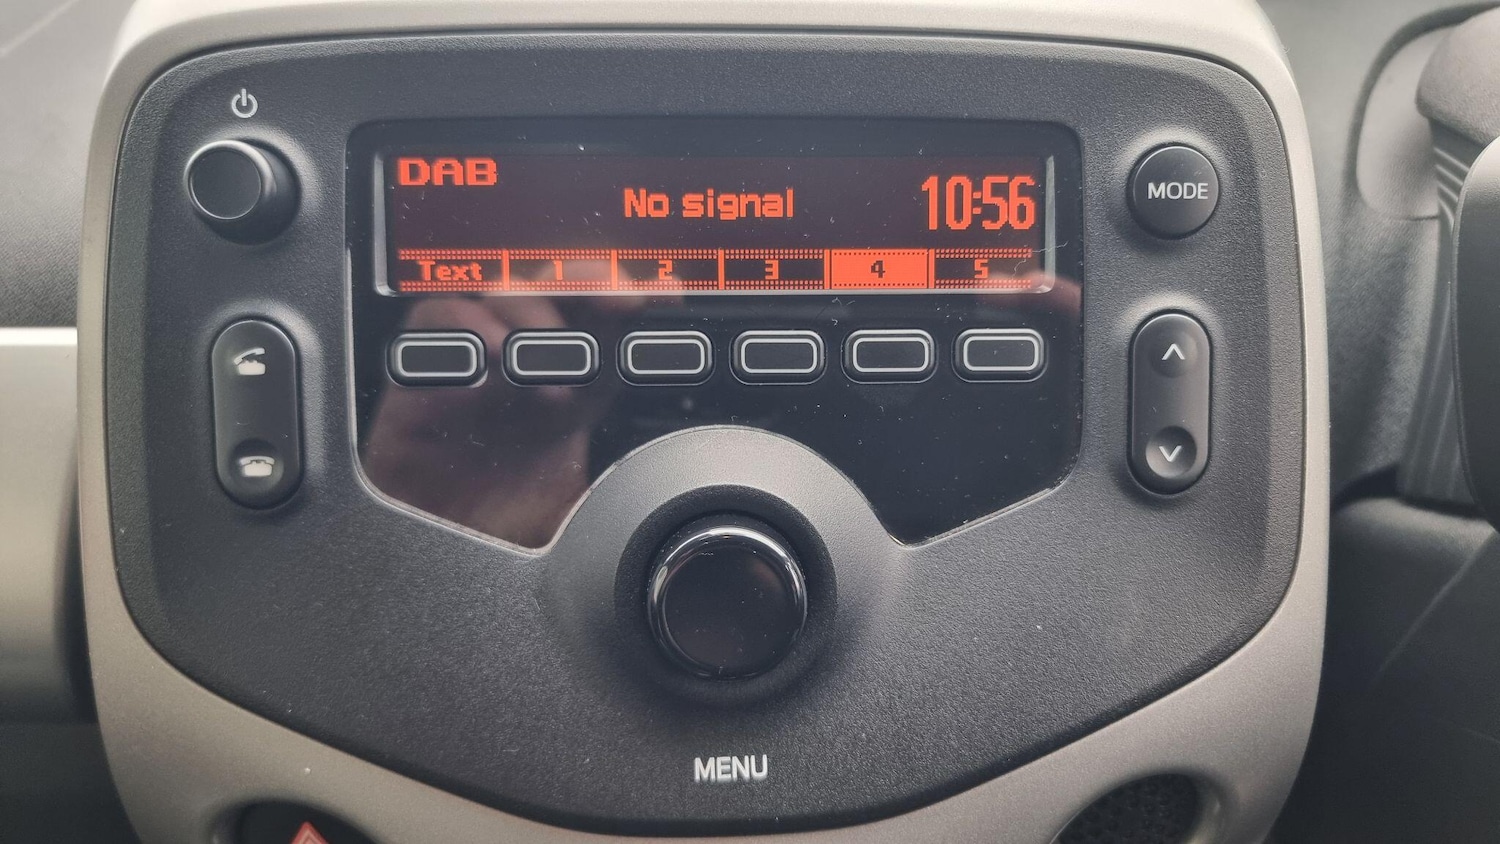 DAB
No signal
10:56
Text 1 2 3 4 5
MODE
MENU